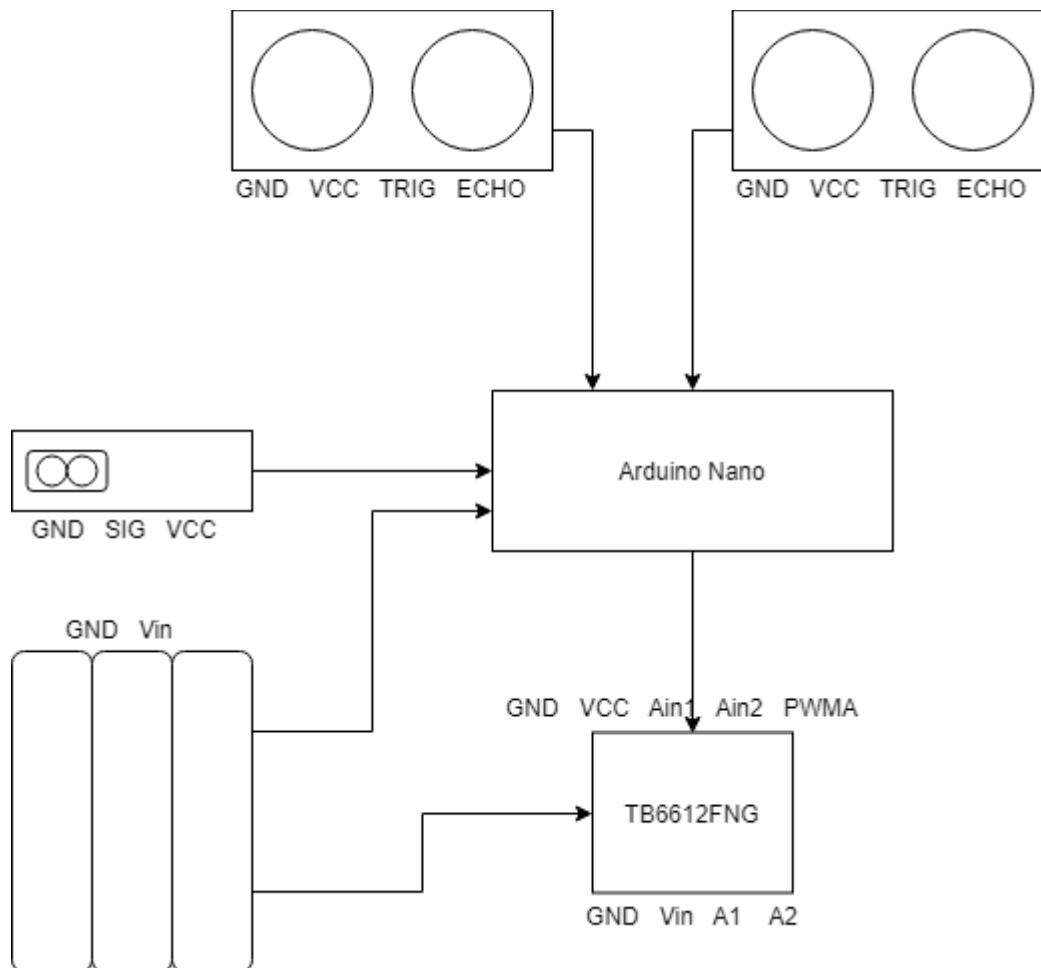 GND VCC TRIG ECHO
GND VCC TRIG ECHO
Arduino Nano
GND SIG VCC
GND Vin
GND VCC Ain1 Ain2 PWMA
TB6612FNG
GND Vin A1 A2